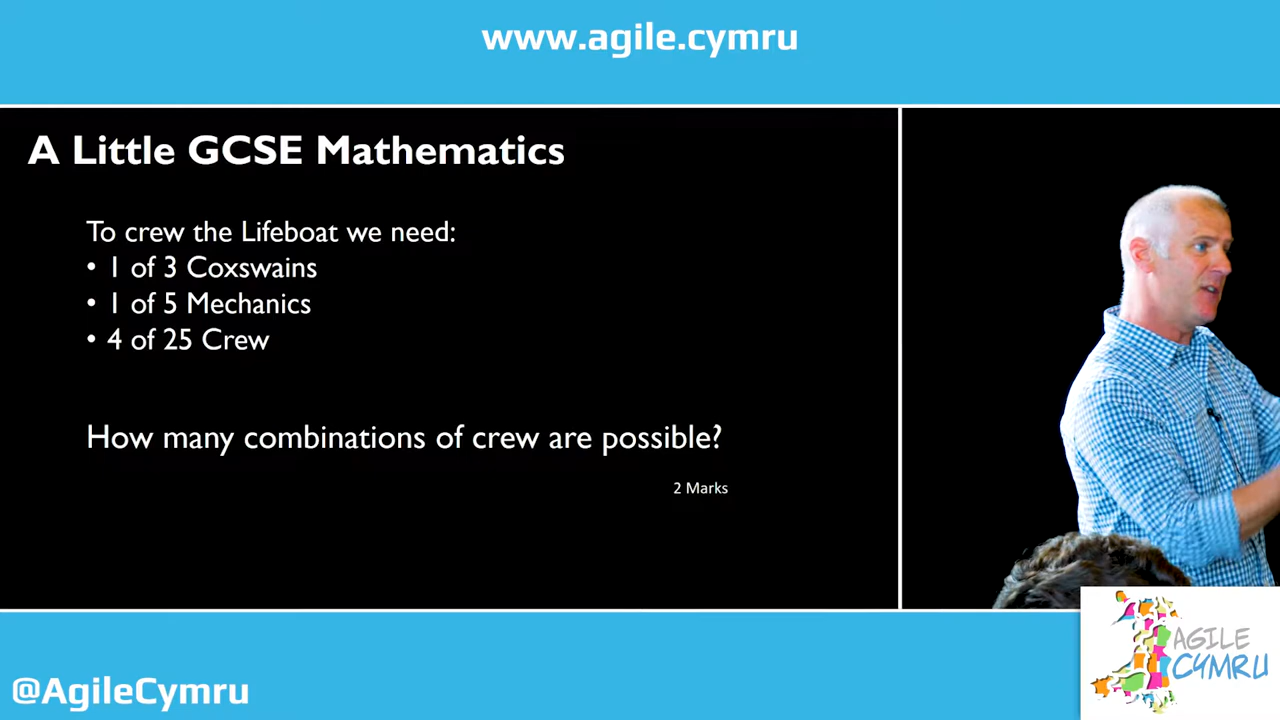 www.agile.cymru
A Little GCSE Mathematics
To crew the Lifeboat we need:
• 1 of 3 Coxswains
• 1 of 5 Mechanics
• 4 of 25 Crew
How many combinations of crew are possible?
2 Marks
@AgileCymru
AGILE
CYMRU